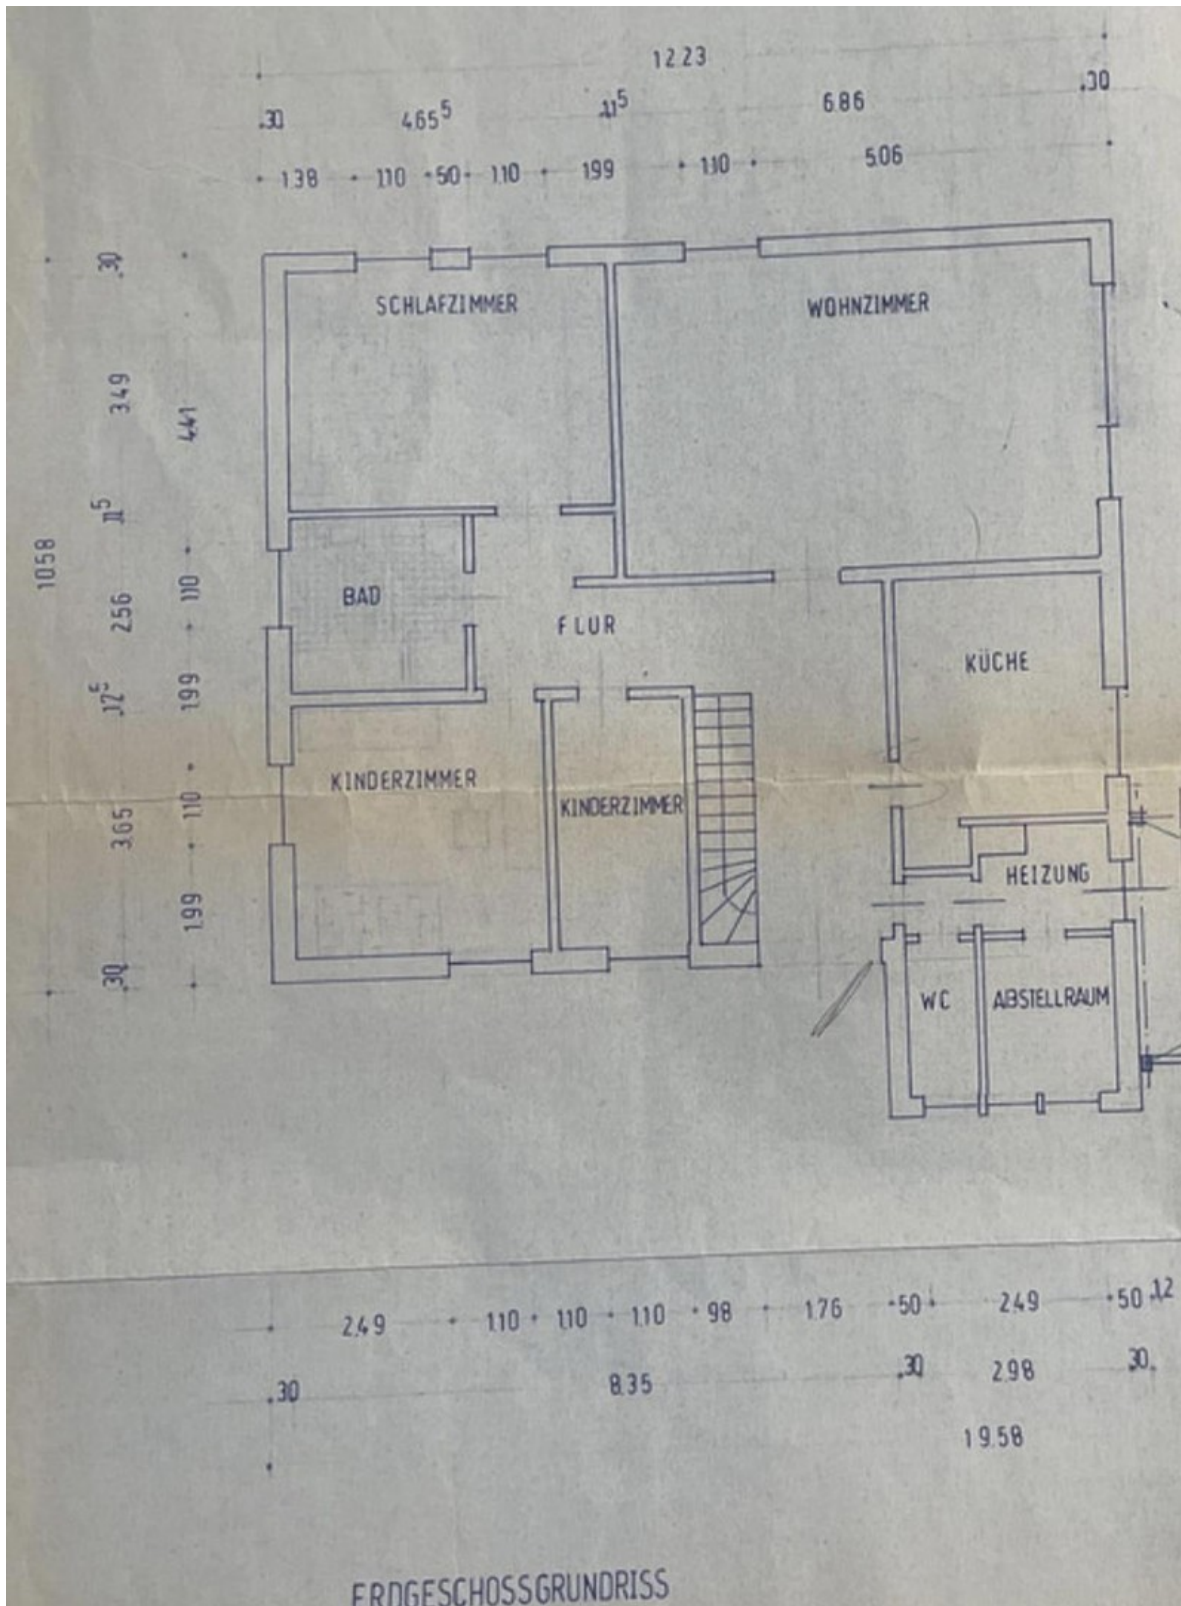 12.23
.30 4.65⁵ .11⁵ 6.86 .30
1.38 1.10 50 1.10 1.99 1.10 5.06
.30
3.49
.11⁵
2.56
.12⁵
3.65
.30
10.58
4.41
1.10
1.99
1.10
1.99
SCHLAFZIMMER
WOHNZIMMER
BAD
FLUR
KÜCHE
KINDERZIMMER
KINDERZIMMER
HEIZUNG
WC
ABSTELLRAUM
2.49 1.10 1.10 1.10 98 1.76 50 2.49 50 .12
.30 8.35 .30 2.98 .30
19.58
ERDGESCHOSSGRUNDRISS